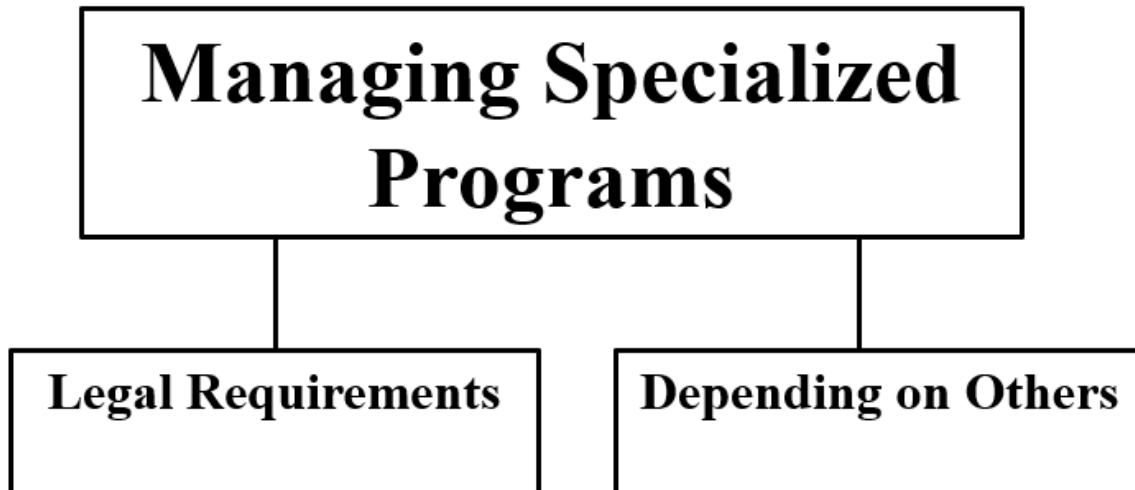 Managing Specialized
Programs
Legal Requirements
Depending on Others